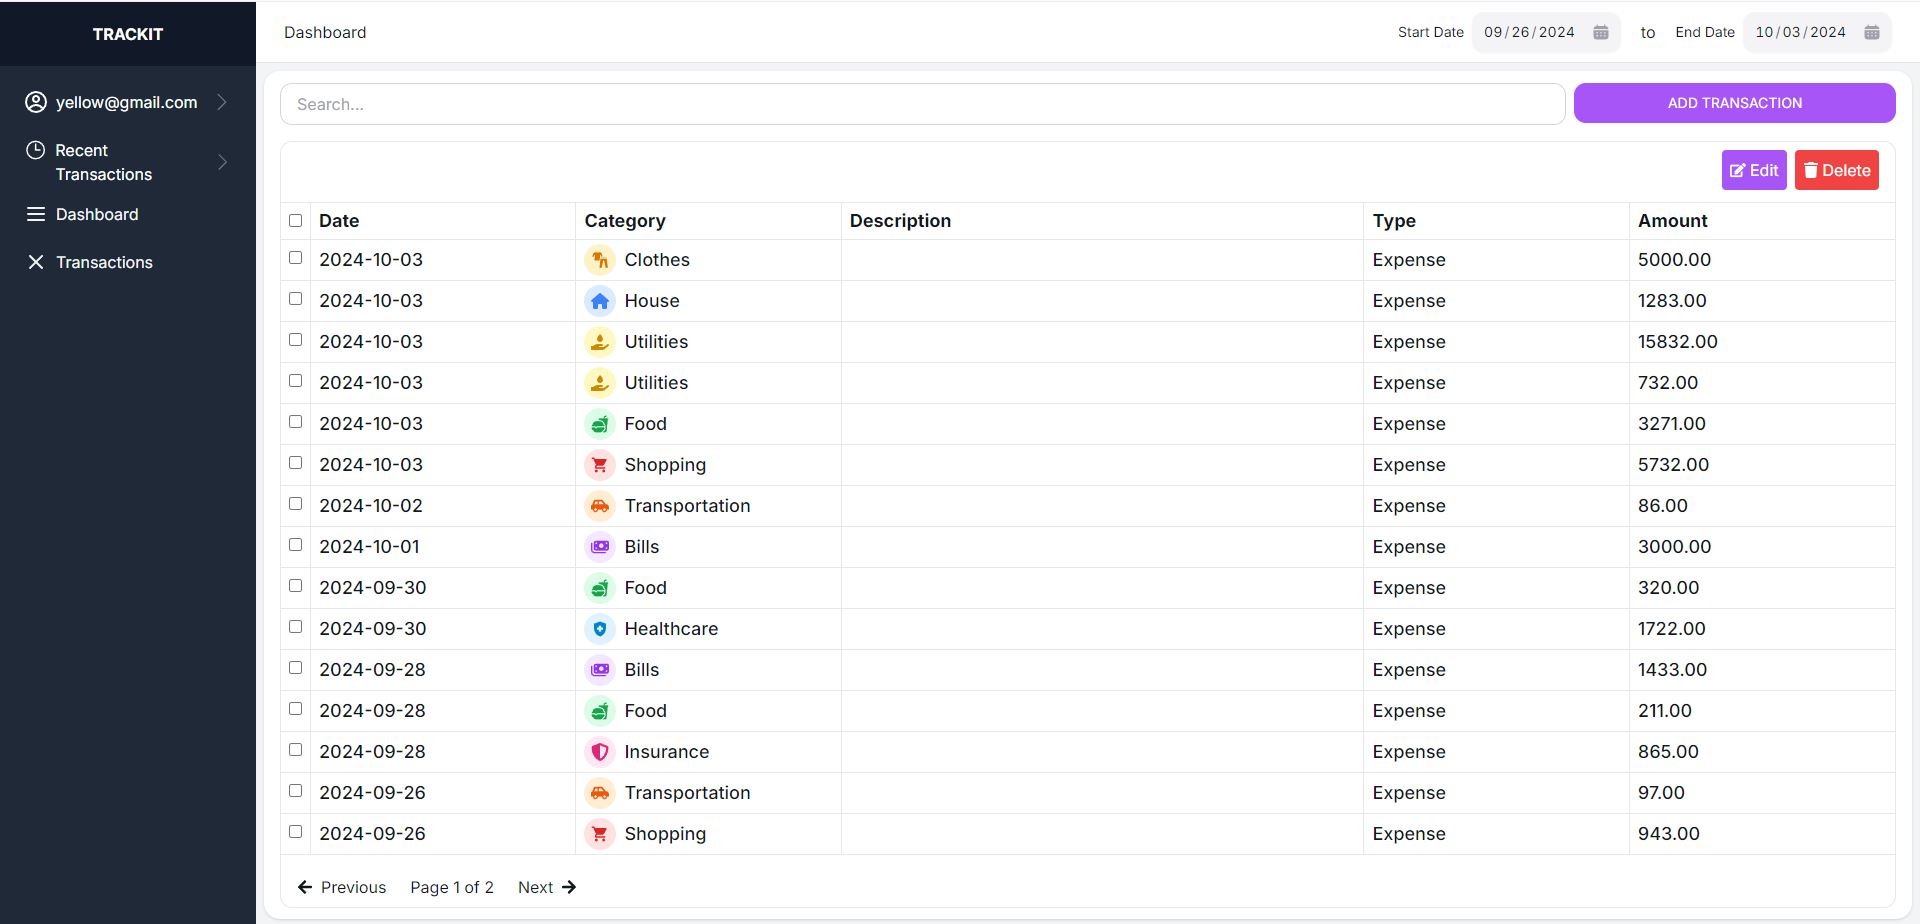 TRACKIT
yellow@gmail.com
Recent
Transactions
Dashboard
Transactions
Dashboard
Start Date 09/26/2024 to End Date 10/03/2024
Search...
ADD TRANSACTION
Edit Delete
Date Category Description Type Amount
2024-10-03 Clothes Expense 5000.00
2024-10-03 House Expense 1283.00
2024-10-03 Utilities Expense 15832.00
2024-10-03 Utilities Expense 732.00
2024-10-03 Food Expense 3271.00
2024-10-03 Shopping Expense 5732.00
2024-10-02 Transportation Expense 86.00
2024-10-01 Bills Expense 3000.00
2024-09-30 Food Expense 320.00
2024-09-30 Healthcare Expense 1722.00
2024-09-28 Bills Expense 1433.00
2024-09-28 Food Expense 211.00
2024-09-28 Insurance Expense 865.00
2024-09-26 Transportation Expense 97.00
2024-09-26 Shopping Expense 943.00
Previous Page 1 of 2 Next